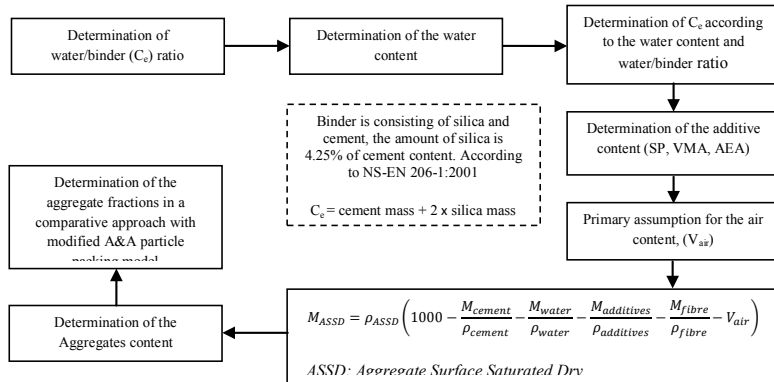 Determination of
water/binder (Cₑ) ratio
Determination of the water
content
Determination of Cₑ according
to the water content and
water/binder ratio
Binder is consisting of silica and
cement, the amount of silica is
4.25% of cement content. According
to NS-EN 206-1:2001
Cₑ = cement mass + 2 x silica mass
Determination of the additive
content (SP, VMA, AEA)
Primary assumption for the air
content, (Vₐᵢᵣ)
M_ASSD = ρ_ASSD (1000 − M_cement/ρ_cement − M_water/ρ_water − M_additives/ρ_additives − M_fibre/ρ_fibre − V_air)
ASSD: Aggregate Surface Saturated Dry
Determination of the
Aggregates content
Determination of the
aggregate fractions in a
comparative approach with
modified A&A particle
packing model